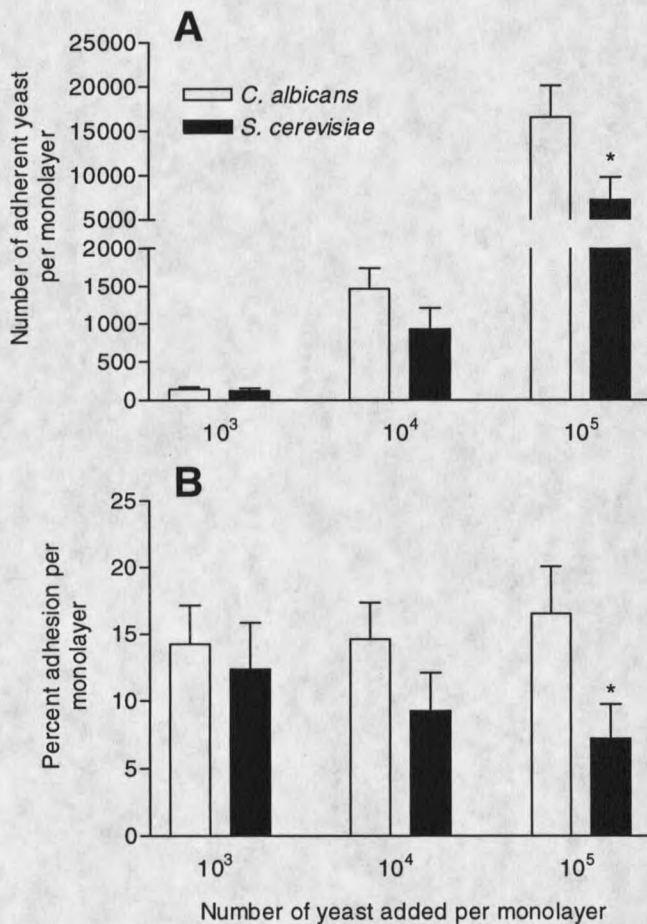 A
Number of adherent yeast
per monolayer
25000
20000
15000
10000
5000
2000
1500
1000
500
0
C. albicans
S. cerevisiae
*
10³
10⁴
10⁵
B
Percent adhesion per
monolayer
25
20
15
10
5
0
*
10³
10⁴
10⁵
Number of yeast added per monolayer